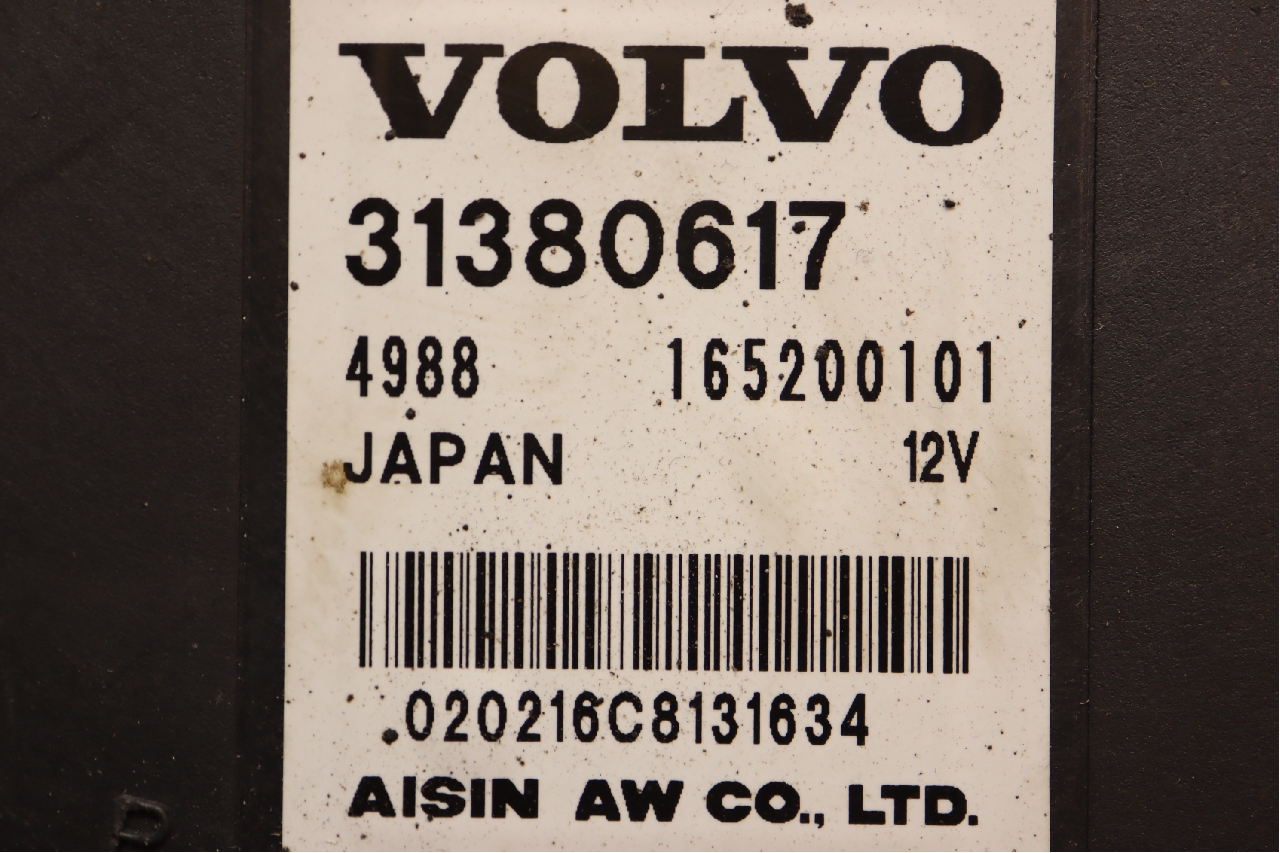 VOLVO
31380617
4988 165200101
JAPAN 12V
020216C8131634
AISIN AW CO., LTD.